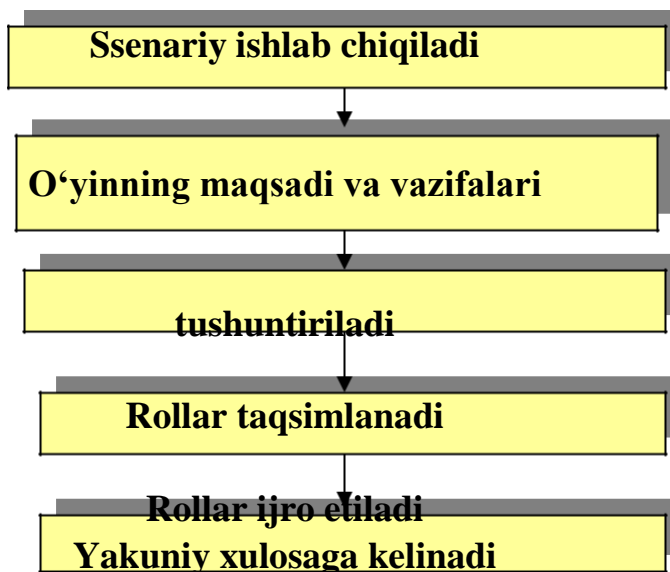 Ssenariy ishlab chiqiladi
O‘yinning maqsadi va vazifalari
tushuntiriladi
Rollar taqsimlanadi
Rollar ijro etiladi
Yakuniy xulosaga kelinadi